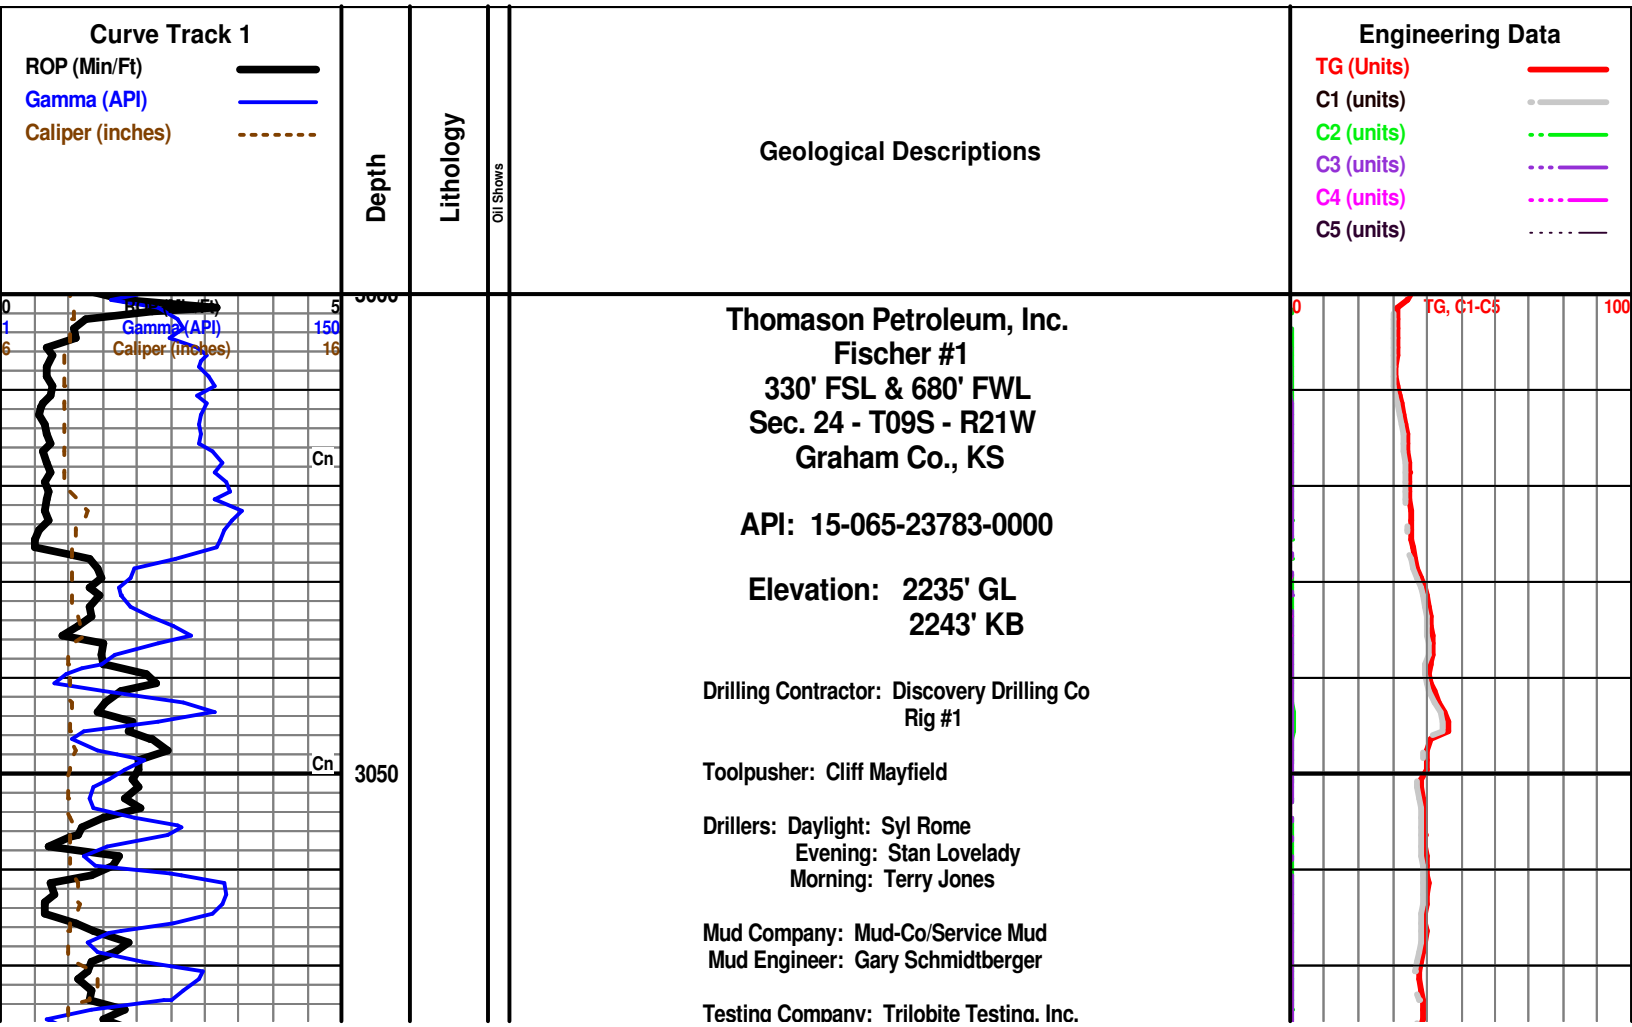 Curve Track 1
ROP (Min/Ft)
Gamma (API)
Caliper (inches)
Depth
Lithology
Oil Shows
Geological Descriptions
Engineering Data
TG (Units)
C1 (units)
C2 (units)
C3 (units)
C4 (units)
C5 (units)
0 ROP (Min/Ft) 5
1 Gamma (API) 150
6 Caliper (inches) 16
3000
0 TG, C1-C5 100
Cn
Cn
3050
Thomason Petroleum, Inc.
Fischer #1
330' FSL & 680' FWL
Sec. 24 - T09S - R21W
Graham Co., KS
API: 15-065-23783-0000
Elevation: 2235' GL
2243' KB
Drilling Contractor: Discovery Drilling Co
Rig #1
Toolpusher: Cliff Mayfield
Drillers: Daylight: Syl Rome
Evening: Stan Lovelady
Morning: Terry Jones
Mud Company: Mud-Co/Service Mud
Mud Engineer: Gary Schmidtberger
Testing Company: Trilobite Testing, Inc.